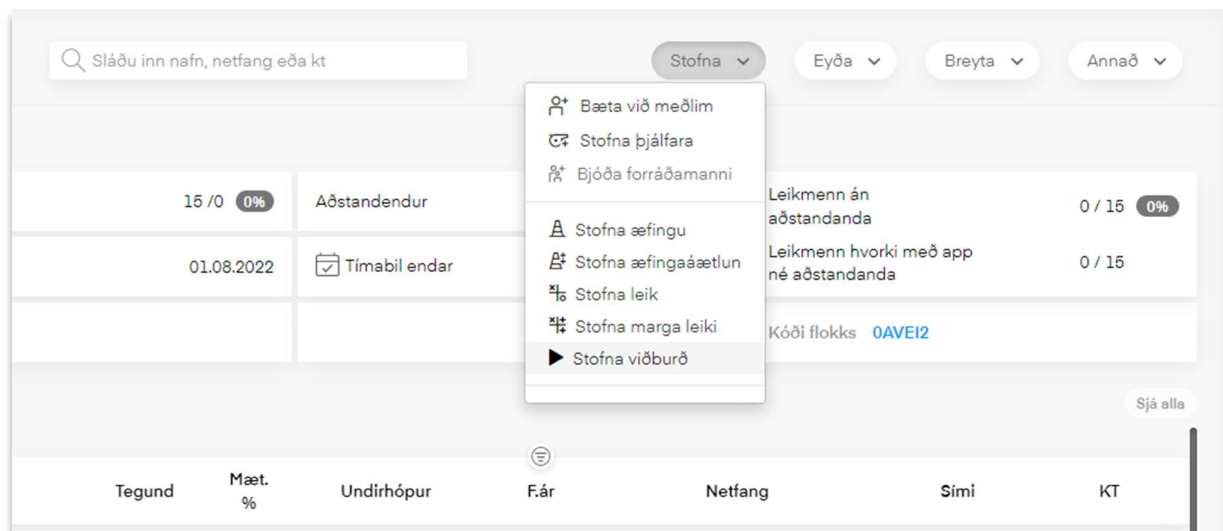 Sláðu inn nafn, netfang eða kt
Stofna
Eyða
Breyta
Annað
Bæta við meðlim
Stofna þjálfara
Bjóða forráðamanni
Stofna æfingu
Stofna æfingaáætlun
Stofna leik
Stofna marga leiki
Stofna viðburð
15 / 0 0%
Aðstandendur
Leikmenn án
aðstandanda
0 / 15 0%
01.08.2022
Tímabil endar
Leikmenn hvorki með app
né aðstandanda
0 / 15
Kóði flokks 0AVEI2
Sjá alla
Tegund
Mæt.
%
Undirhópur
F.ár
Netfang
Sími
KT